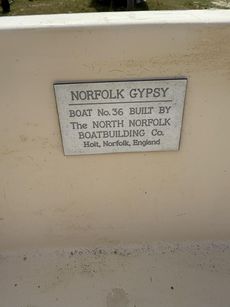 NORFOLK GYPSY
BOAT No. 36 BUILT BY
The NORTH NORFOLK
BOATBUILDING Co.
Holt, Norfolk, England